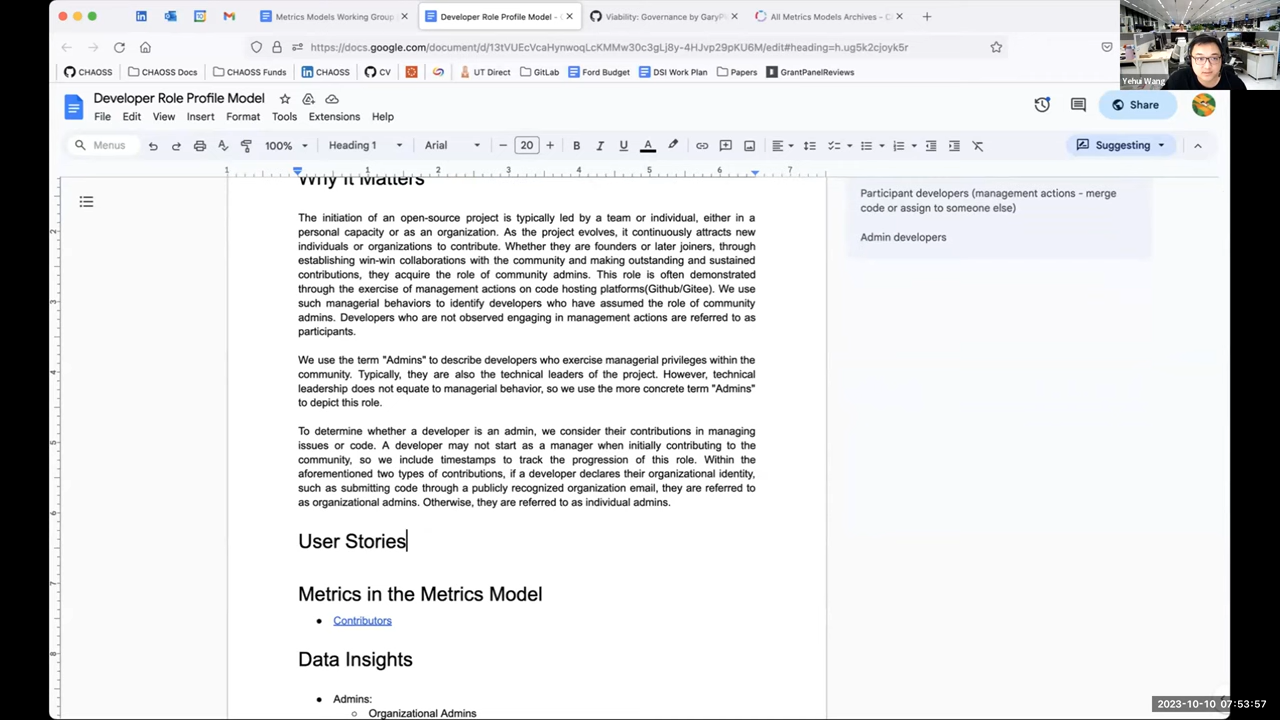 Metrics Models Working Group
Developer Role Profile Model -
Viability: Governance by GaryP
All Metrics Models Archives -
https://docs.google.com/document/d/13tVUEcVcaHynwoqLcKMMw30c3gLj8y-4HJvp29pKU6M/edit#heading=h.ug5k2cjoyk5r
CHAOSS
CHAOSS Docs
CHAOSS Funds
CHAOSS
CV
UT Direct
GitLab
Ford Budget
DSI Work Plan
Papers
GrantPanelReviews
Yehui Wang
Developer Role Profile Model
File Edit View Insert Format Tools Extensions Help
Share
Menus
100%
Heading 1
Arial
20
B I U A
Suggesting
1 1 2 3 4 5 6 7
2
3
4
5
6
7
8
Why It Matters
The initiation of an open-source project is typically led by a team or individual, either in a
personal capacity or as an organization. As the project evolves, it continuously attracts new
individuals or organizations to contribute. Whether they are founders or later joiners, through
establishing win-win collaborations with the community and making outstanding and sustained
contributions, they acquire the role of community admins. This role is often demonstrated
through the exercise of management actions on code hosting platforms(Github/Gitee). We use
such managerial behaviors to identify developers who have assumed the role of community
admins. Developers who are not observed engaging in management actions are referred to as
participants.
We use the term "Admins" to describe developers who exercise managerial privileges within the
community. Typically, they are also the technical leaders of the project. However, technical
leadership does not equate to managerial behavior, so we use the more concrete term "Admins"
to depict this role.
To determine whether a developer is an admin, we consider their contributions in managing
issues or code. A developer may not start as a manager when initially contributing to the
community, so we include timestamps to track the progression of this role. Within the
aforementioned two types of contributions, if a developer declares their organizational identity,
such as submitting code through a publicly recognized organization email, they are referred to
as organizational admins. Otherwise, they are referred to as individual admins.
User Stories
Metrics in the Metrics Model
Contributors
Data Insights
Admins:
Organizational Admins
Participant developers (management actions - merge
code or assign to someone else)
Admin developers
2023-10-10 07:53:57